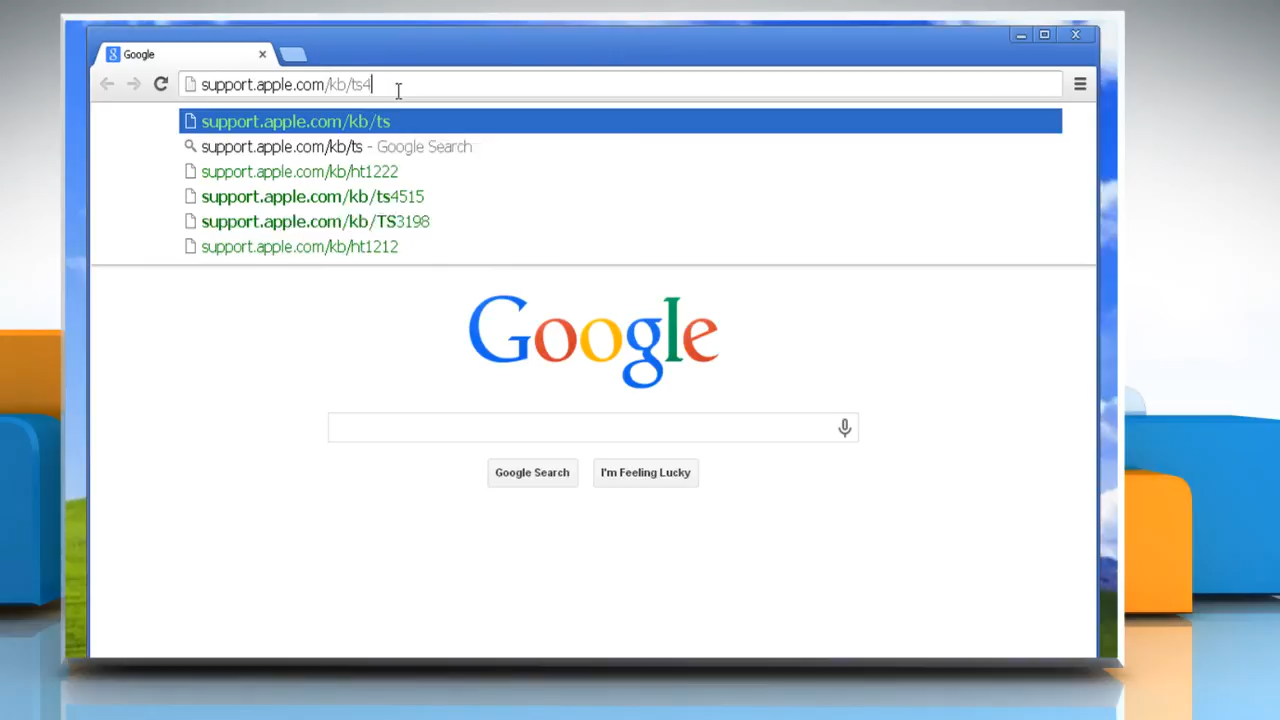 Google
support.apple.com/kb/ts4
support.apple.com/kb/ts
support.apple.com/kb/ts - Google Search
support.apple.com/kb/ht1222
support.apple.com/kb/ts4515
support.apple.com/kb/TS3198
support.apple.com/kb/ht1212
Google
Google Search
I'm Feeling Lucky